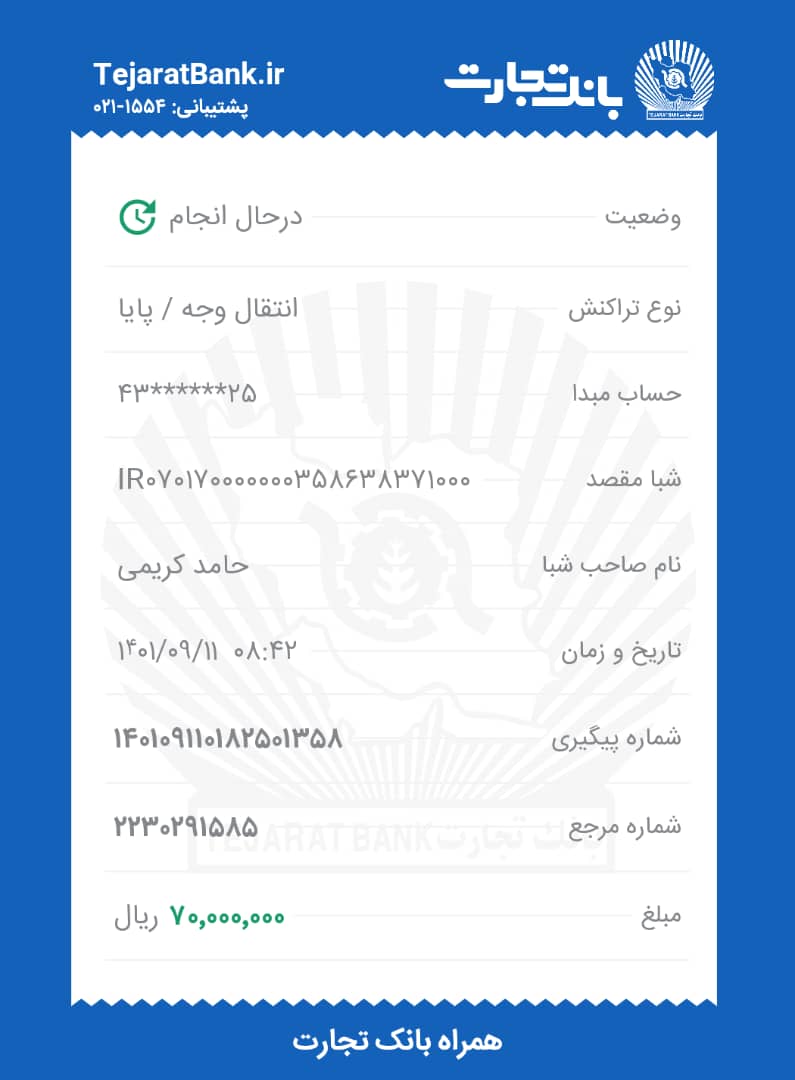 بانک تجارت
TEJARAT BANK بانک تجارت
TejaratBank.ir
پشتیبانی: ۱۵۵۴-۰۲۱
وضعیت درحال انجام
نوع تراکنش انتقال وجه / پایا
حساب مبدا ۴۳******۲۵
شبا مقصد IR۰۷۰۱۷۰۰۰۰۰۰۰۳۵۸۶۳۸۳۷۱۰۰۰
نام صاحب شبا حامد کریمی
تاریخ و زمان ۱۴۰۱/۰۹/۱۱ ۰۸:۴۲
شماره پیگیری ۱۴۰۱۰۹۱۱۰۱۸۲۵۰۱۳۵۸
شماره مرجع ۲۲۳۰۲۹۱۵۸۵
TEJARAT BANK بانک تجارت
مبلغ ۷۰,۰۰۰,۰۰۰ ریال
همراه بانک تجارت